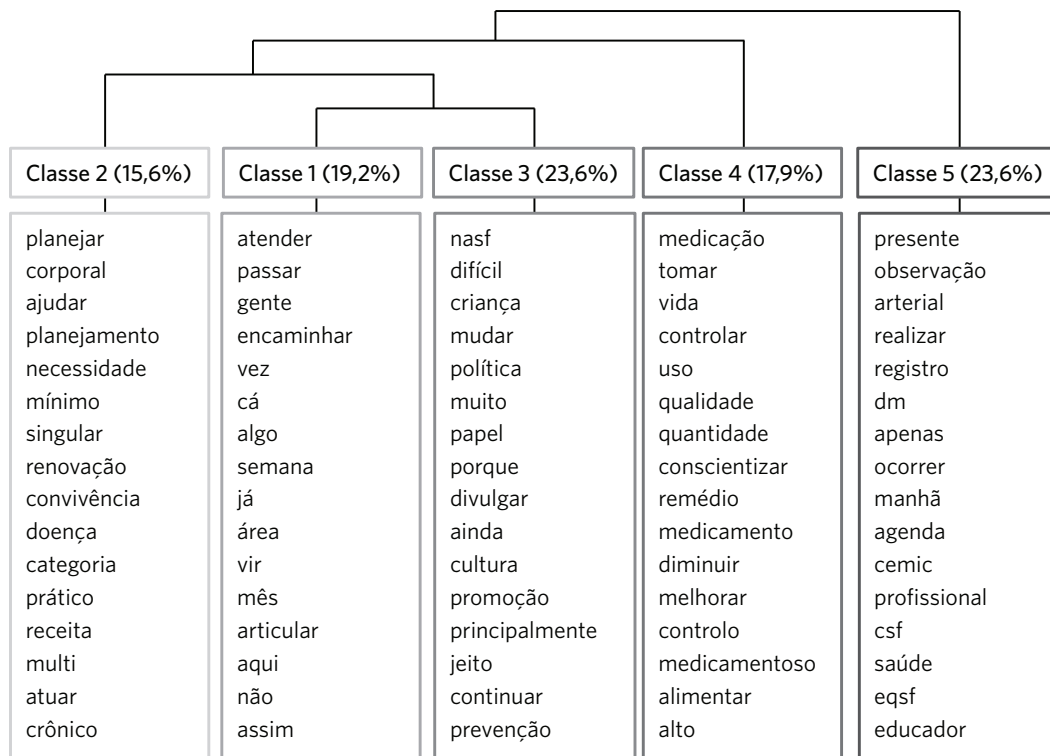 Classe 2 (15,6%)
planejar
corporal
ajudar
planejamento
necessidade
mínimo
singular
renovação
convivência
doença
categoria
prático
receita
multi
atuar
crônico
Classe 1 (19,2%)
atender
passar
gente
encaminhar
vez
cá
algo
semana
já
área
vir
mês
articular
aqui
não
assim
Classe 3 (23,6%)
nasf
difícil
criança
mudar
política
muito
papel
porque
divulgar
ainda
cultura
promoção
principalmente
jeito
continuar
prevenção
Classe 4 (17,9%)
medicação
tomar
vida
controlar
uso
qualidade
quantidade
conscientizar
remédio
medicamento
diminuir
melhorar
controlo
medicamentoso
alimentar
alto
Classe 5 (23,6%)
presente
observação
arterial
realizar
registro
dm
apenas
ocorrer
manhã
agenda
cemic
profissional
csf
saúde
eqsf
educador